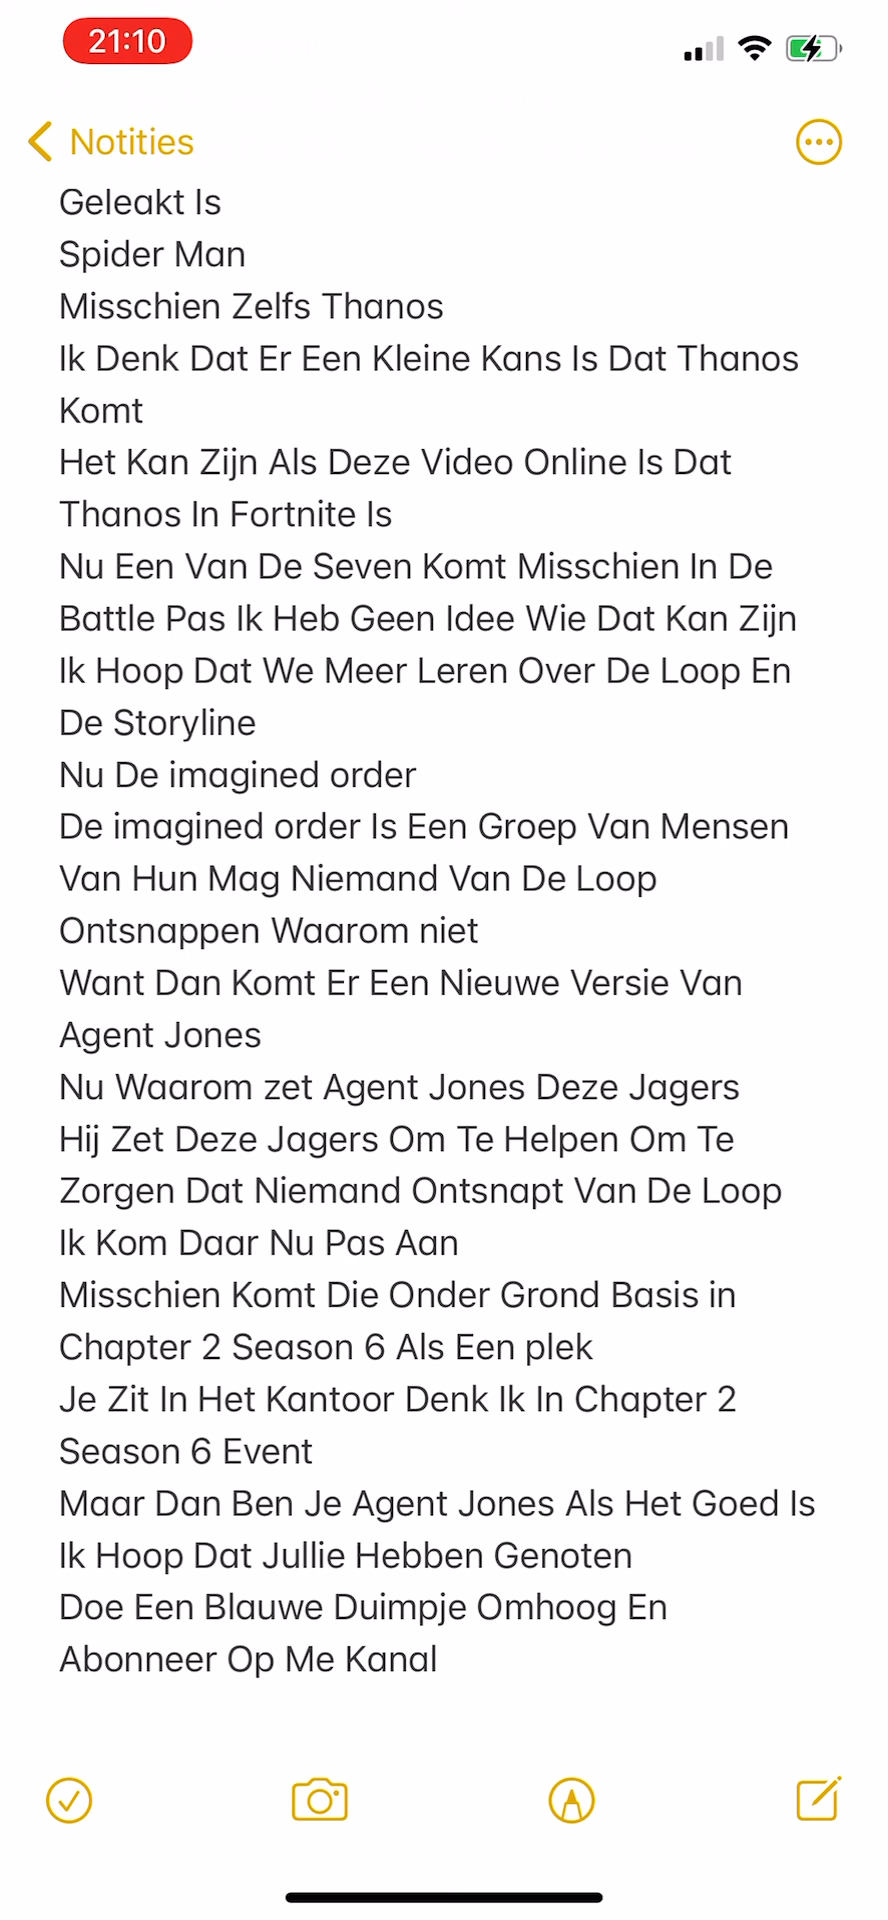 21:10
Notities
Geleakt Is
Spider Man
Misschien Zelfs Thanos
Ik Denk Dat Er Een Kleine Kans Is Dat Thanos
Komt
Het Kan Zijn Als Deze Video Online Is Dat
Thanos In Fortnite Is
Nu Een Van De Seven Komt Misschien In De
Battle Pas Ik Heb Geen Idee Wie Dat Kan Zijn
Ik Hoop Dat We Meer Leren Over De Loop En
De Storyline
Nu De imagined order
De imagined order Is Een Groep Van Mensen
Van Hun Mag Niemand Van De Loop
Ontsnappen Waarom niet
Want Dan Komt Er Een Nieuwe Versie Van
Agent Jones
Nu Waarom zet Agent Jones Deze Jagers
Hij Zet Deze Jagers Om Te Helpen Om Te
Zorgen Dat Niemand Ontsnapt Van De Loop
Ik Kom Daar Nu Pas Aan
Misschien Komt Die Onder Grond Basis in
Chapter 2 Season 6 Als Een plek
Je Zit In Het Kantoor Denk Ik In Chapter 2
Season 6 Event
Maar Dan Ben Je Agent Jones Als Het Goed Is
Ik Hoop Dat Jullie Hebben Genoten
Doe Een Blauwe Duimpje Omhoog En
Abonneer Op Me Kanal